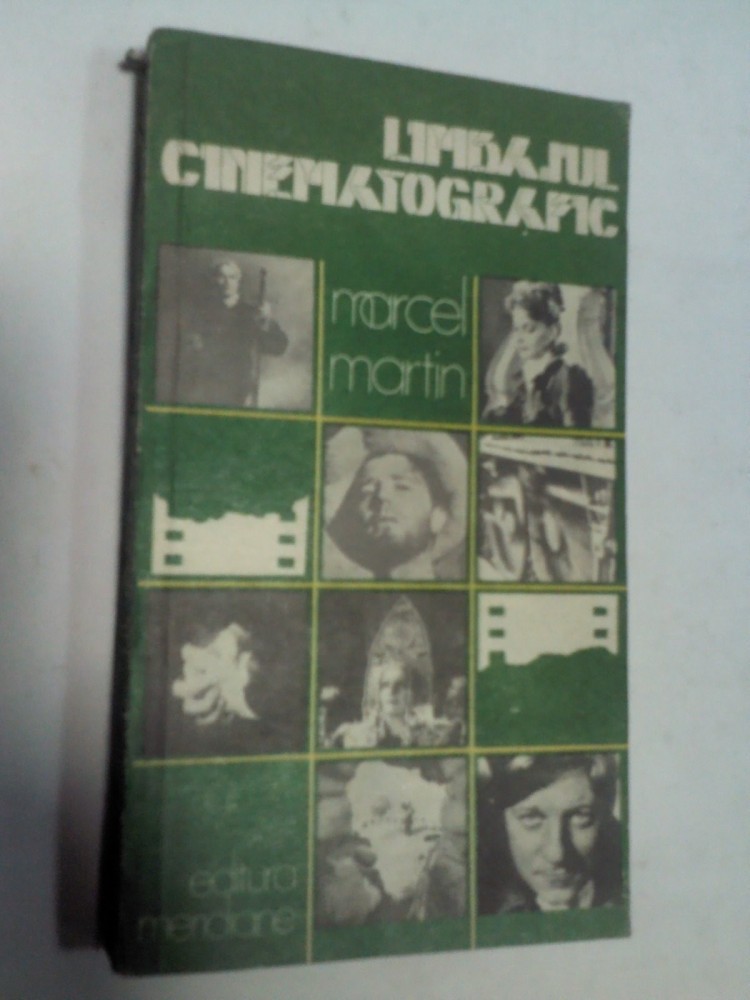 LIMBAJUL
CINEMATOGRAFIC
marcel
martin
editura
meridiane